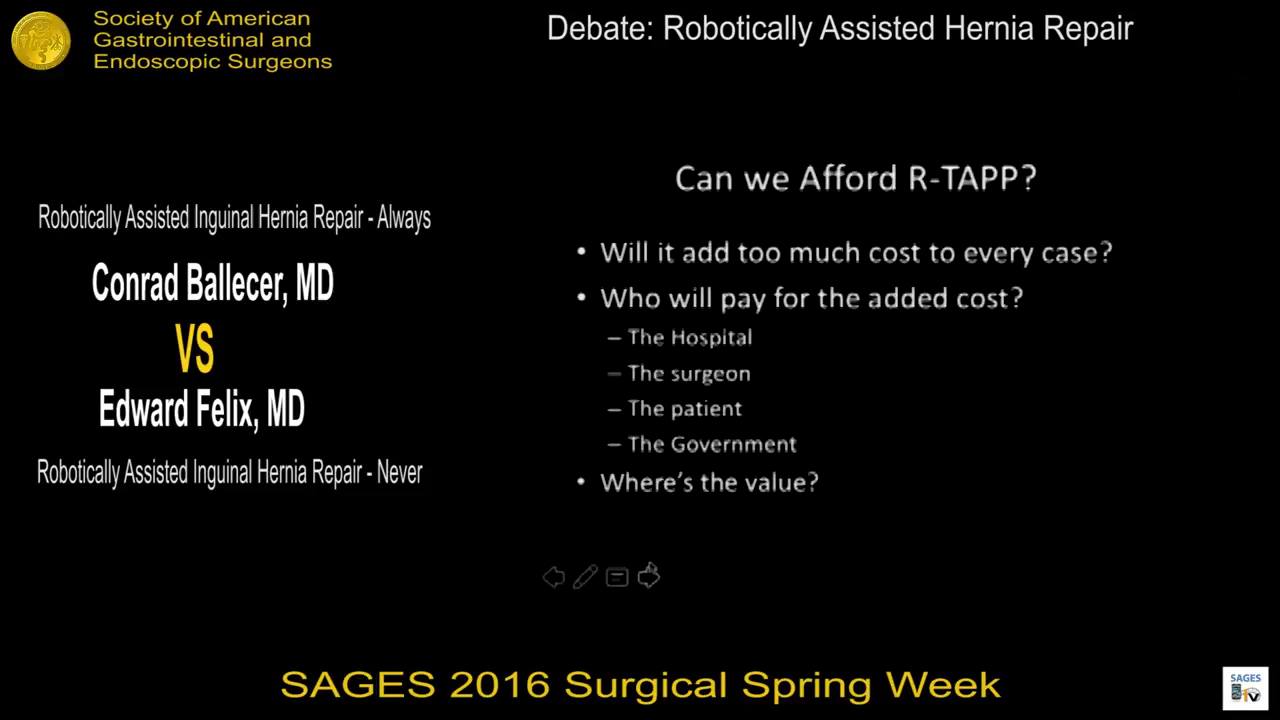 Society of American
Gastrointestinal and
Endoscopic Surgeons
Debate: Robotically Assisted Hernia Repair
Robotically Assisted Inguinal Hernia Repair - Always
Conrad Ballecer, MD
VS
Edward Felix, MD
Robotically Assisted Inguinal Hernia Repair - Never
Can we Afford R-TAPP?
• Will it add too much cost to every case?
• Who will pay for the added cost?
– The Hospital
– The surgeon
– The patient
– The Government
• Where's the value?
SAGES 2016 Surgical Spring Week
SAGES
TV